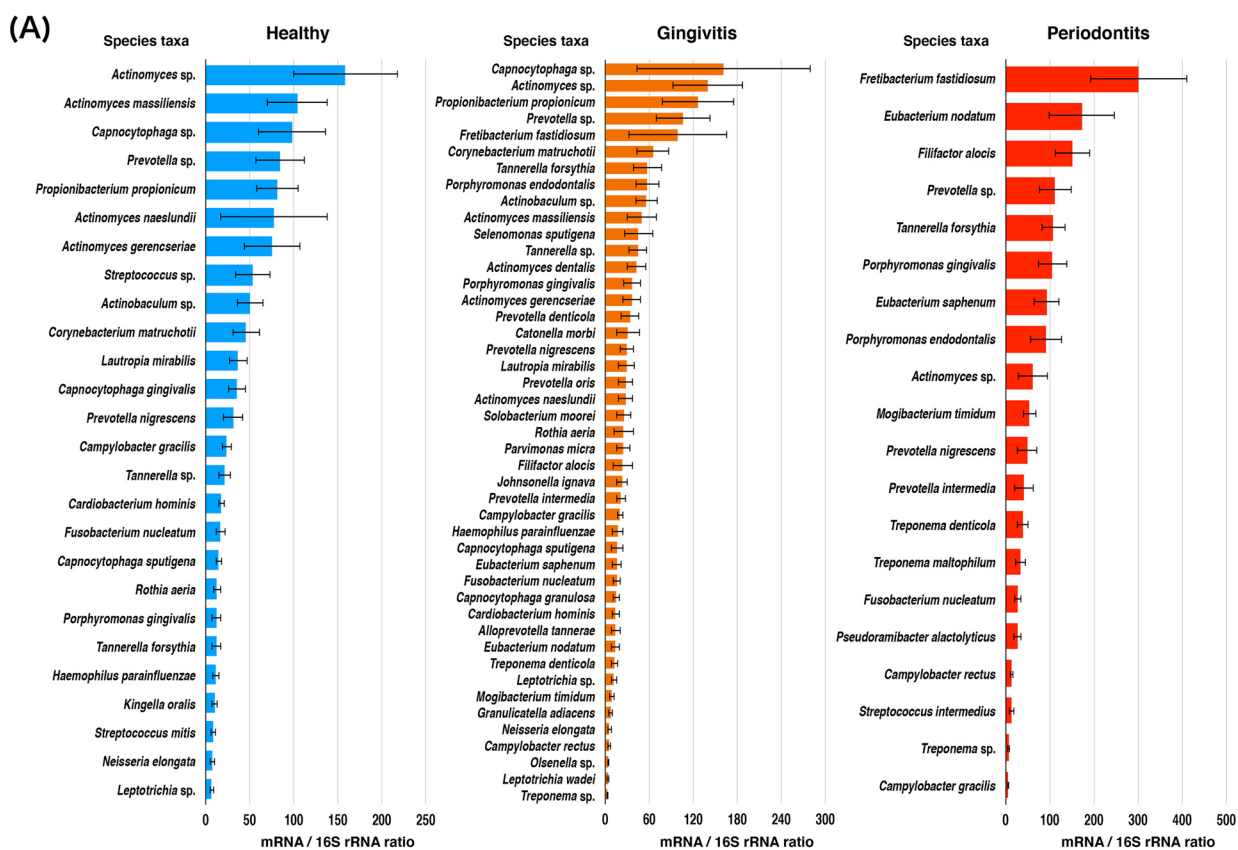 (A)
Species taxa
Healthy
Actinomyces sp.
Actinomyces massiliensis
Capnocytophaga sp.
Prevotella sp.
Propionibacterium propionicum
Actinomyces naeslundii
Actinomyces gerencseriae
Streptococcus sp.
Actinobaculum sp.
Corynebacterium matruchotii
Lautropia mirabilis
Capnocytophaga gingivalis
Prevotella nigrescens
Campylobacter gracilis
Tannerella sp.
Cardiobacterium hominis
Fusobacterium nucleatum
Capnocytophaga sputigena
Rothia aeria
Porphyromonas gingivalis
Tannerella forsythia
Haemophilus parainfluenzae
Kingella oralis
Streptococcus mitis
Neisseria elongata
Leptotrichia sp.
0 50 100 150 200 250
mRNA / 16S rRNA ratio
Species taxa
Gingivitis
Capnocytophaga sp.
Actinomyces sp.
Propionibacterium propionicum
Prevotella sp.
Fretibacterium fastidiosum
Corynebacterium matruchotii
Tannerella forsythia
Porphyromonas endodontalis
Actinobaculum sp.
Actinomyces massiliensis
Selenomonas sputigena
Tannerella sp.
Actinomyces dentalis
Porphyromonas gingivalis
Actinomyces gerencseriae
Prevotella denticola
Catonella morbi
Prevotella nigrescens
Lautropia mirabilis
Prevotella oris
Actinomyces naeslundii
Solobacterium moorei
Rothia aeria
Parvimonas micra
Filifactor alocis
Johnsonella ignava
Prevotella intermedia
Campylobacter gracilis
Haemophilus parainfluenzae
Capnocytophaga sputigena
Eubacterium saphenum
Fusobacterium nucleatum
Capnocytophaga granulosa
Cardiobacterium hominis
Alloprevotella tannerae
Eubacterium nodatum
Treponema denticola
Leptotrichia sp.
Mogibacterium timidum
Granulicatella adiacens
Neisseria elongata
Campylobacter rectus
Olsenella sp.
Leptotrichia wadei
Treponema sp.
0 60 120 180 240 300
mRNA / 16S rRNA ratio
Species taxa
Periodontits
Fretibacterium fastidiosum
Eubacterium nodatum
Filifactor alocis
Prevotella sp.
Tannerella forsythia
Porphyromonas gingivalis
Eubacterium saphenum
Porphyromonas endodontalis
Actinomyces sp.
Mogibacterium timidum
Prevotella nigrescens
Prevotella intermedia
Treponema denticola
Treponema maltophilum
Fusobacterium nucleatum
Pseudoramibacter alactolyticus
Campylobacter rectus
Streptococcus intermedius
Treponema sp.
Campylobacter gracilis
0 100 200 300 400 500
mRNA / 16S rRNA ratio